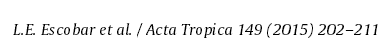 L.E. Escobar et al. / Acta Tropica 149 (2015) 202–211